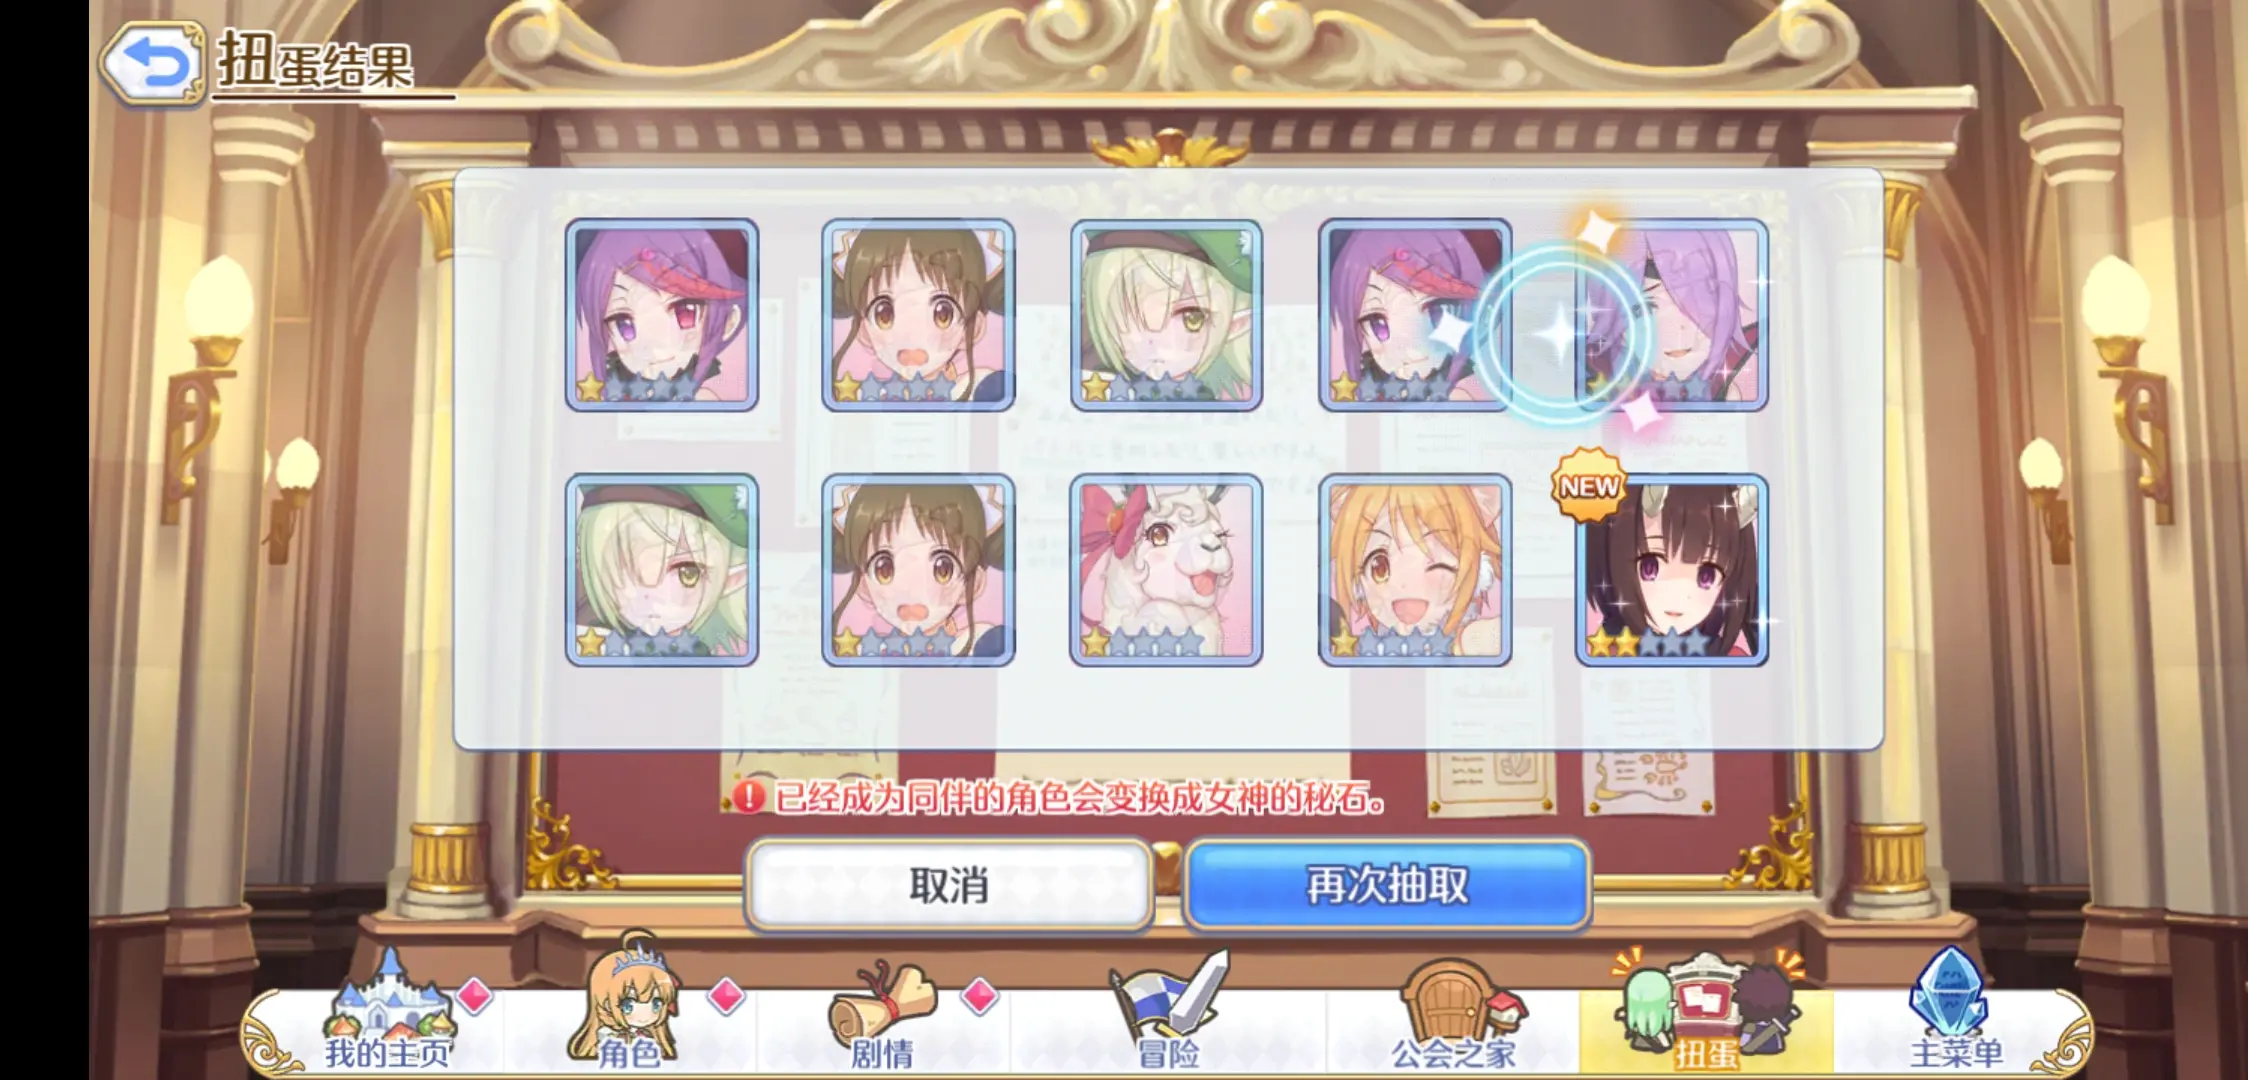 扭蛋结果
NEW
已经成为同伴的角色会变换成女神的秘石。
取消
再次抽取
我的主页
角色
剧情
冒险
公会之家
扭蛋
主菜单